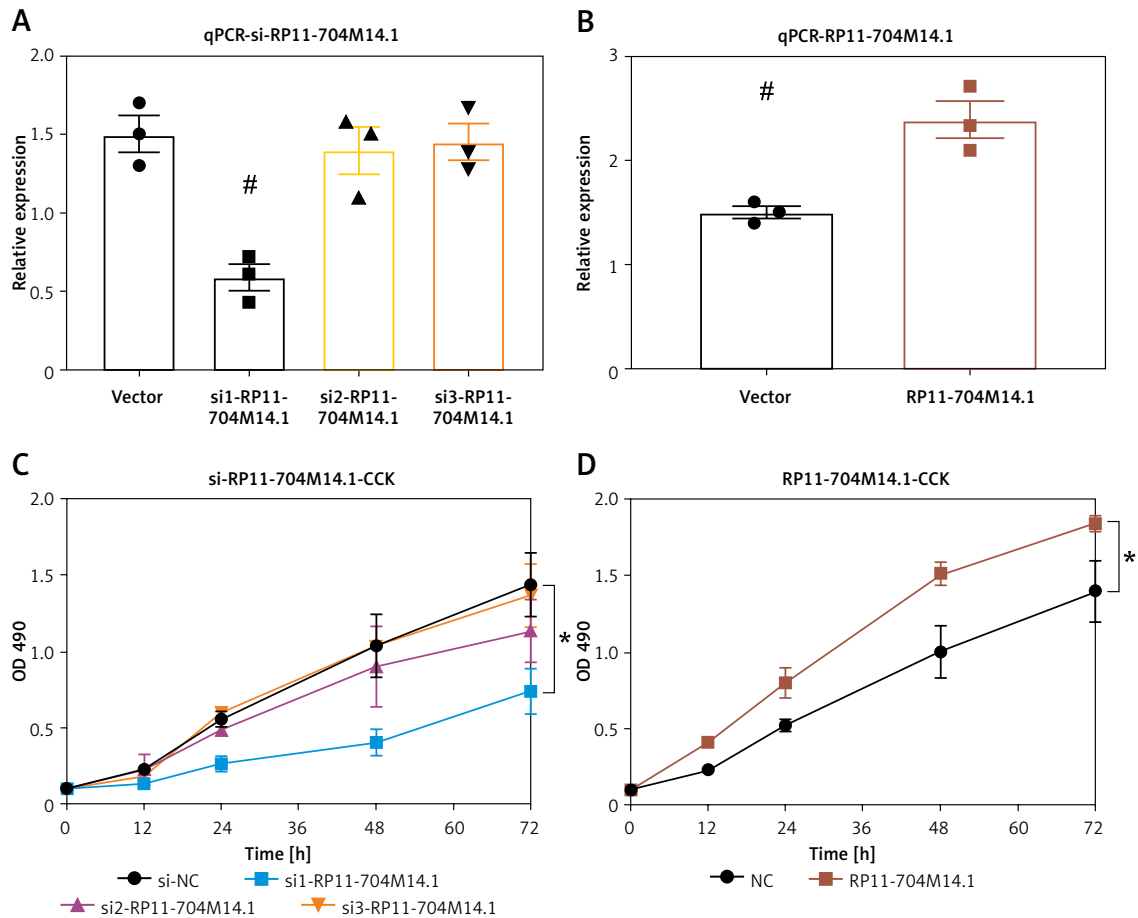 A
qPCR-si-RP11-704M14.1
Relative expression
2.0
1.5
1.0
0.5
0
#
Vector
si1-RP11-
704M14.1
si2-RP11-
704M14.1
si3-RP11-
704M14.1
B
qPCR-RP11-704M14.1
Relative expression
3
2
1
0
#
Vector
RP11-704M14.1
C
si-RP11-704M14.1-CCK
OD 490
2.0
1.5
1.0
0.5
0
*
0 12 24 36 48 60 72
Time [h]
si-NC si1-RP11-704M14.1
si2-RP11-704M14.1 si3-RP11-704M14.1
D
RP11-704M14.1-CCK
OD 490
2.0
1.5
1.0
0.5
0
*
0 12 24 36 48 60 72
Time [h]
NC RP11-704M14.1